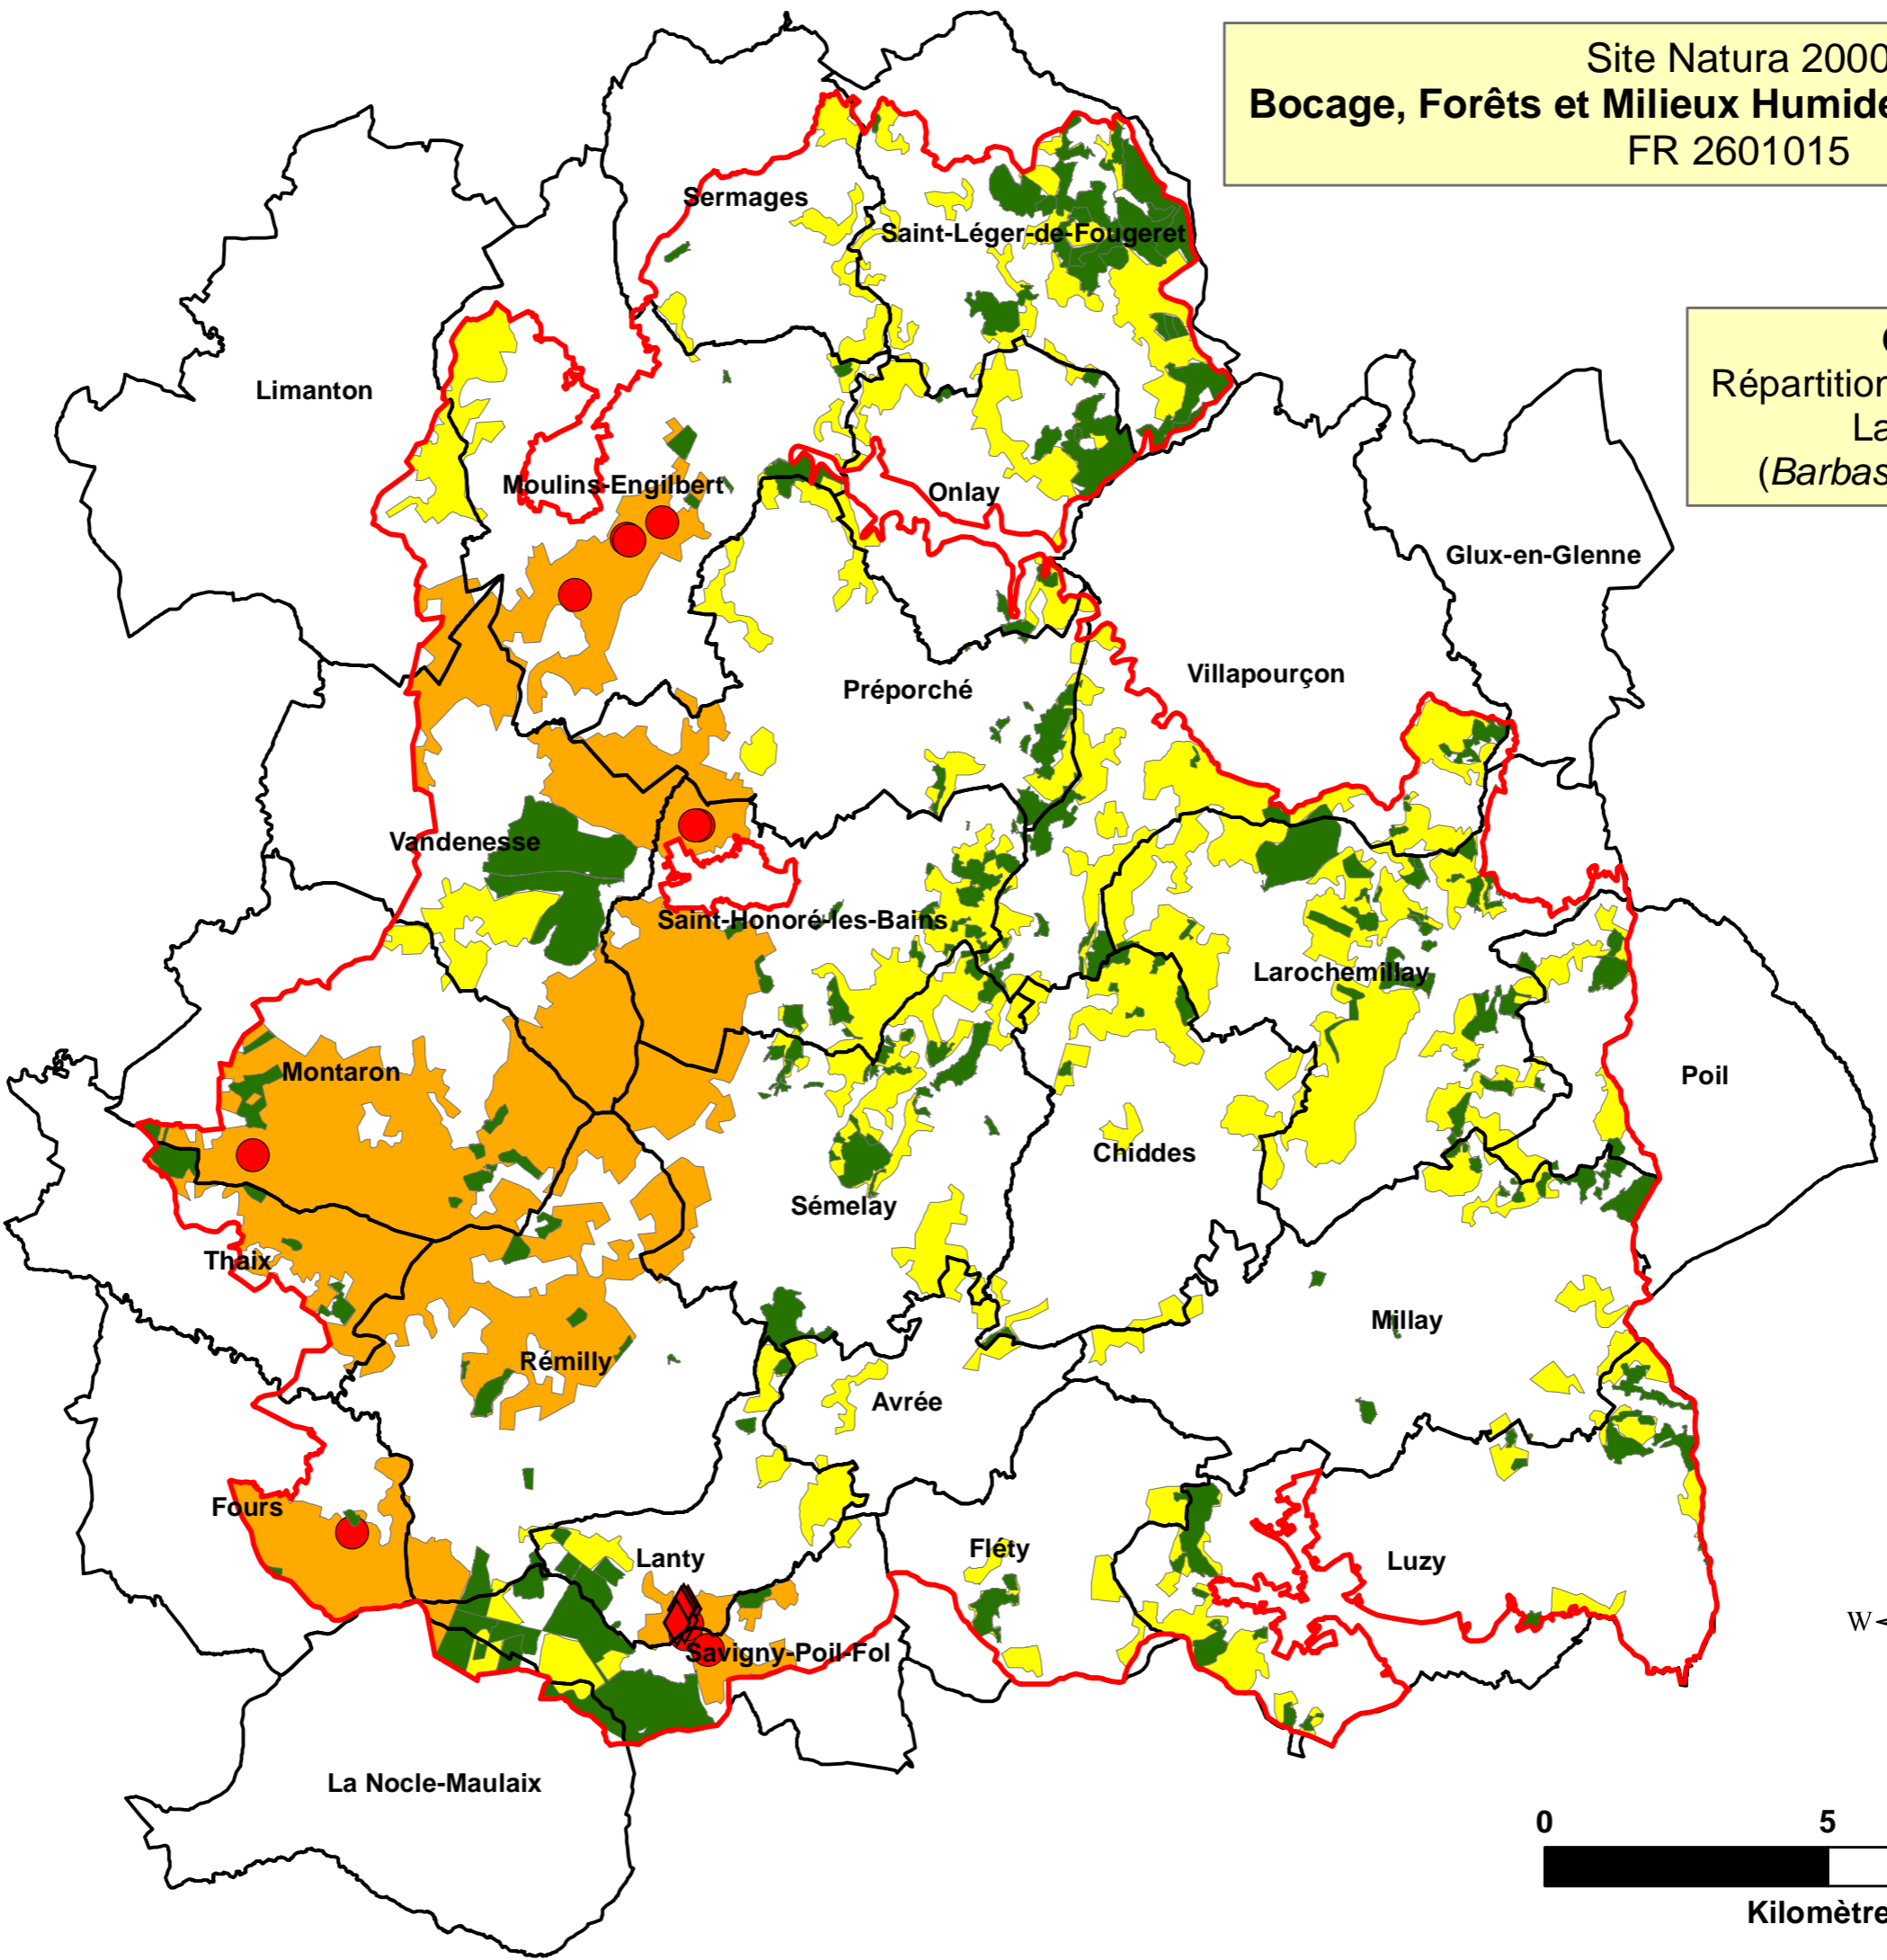 Site Natura 2000
Bocage, Forêts et Milieux Humide
FR 2601015
Répartition
La
(Barbas
Sermages
Saint-Léger-de-Fougeret
Limanton
Moulins-Engilbert
Onlay
Glux-en-Glenne
Villapourçon
Préporché
Vandenesse
Saint-Honoré-les-Bains
Larochemillay
Montaron
Poil
Chiddes
Sémelay
Thaix
Millay
Rémilly
Avrée
Fours
Fléty
Lanty
Luzy
W
Savigny-Poil-Fol
La Nocle-Maulaix
0 5
Kilomètre